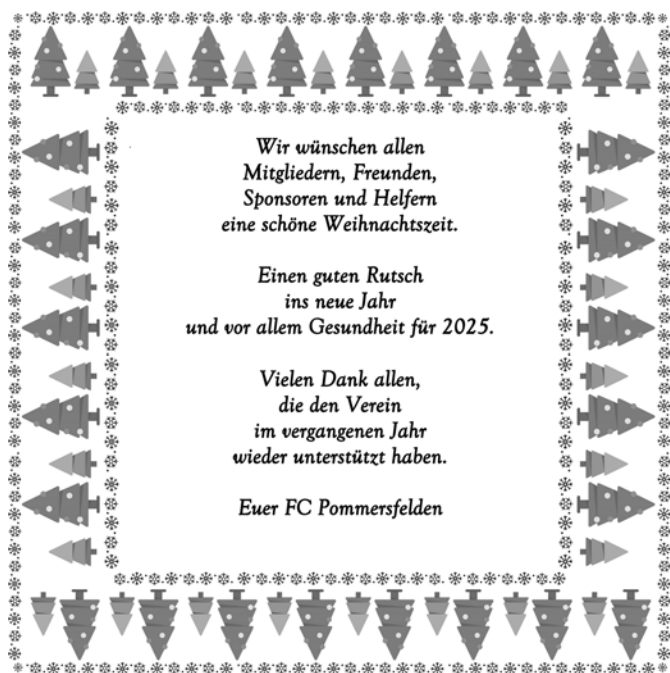 Wir wünschen allen
Mitgliedern, Freunden,
Sponsoren und Helfern
eine schöne Weihnachtszeit.
Einen guten Rutsch
ins neue Jahr
und vor allem Gesundheit für 2025.
Vielen Dank allen,
die den Verein
im vergangenen Jahr
wieder unterstützt haben.
Euer FC Pommersfelden